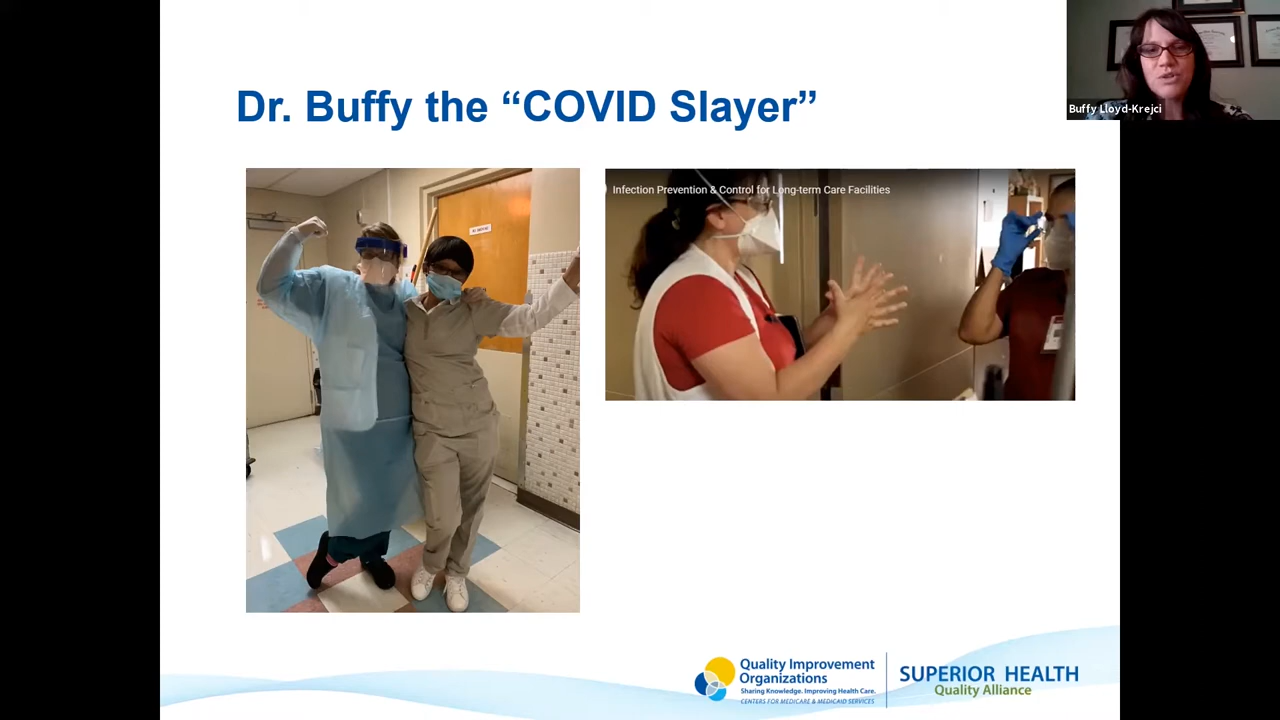 Dr. Buffy the “COVID Slayer”
Buffy Lloyd-Krejci
Infection Prevention & Control for Long-term Care Facilities
Quality Improvement
Organizations
Sharing Knowledge. Improving Health Care.
CENTERS FOR MEDICARE & MEDICAID SERVICES
SUPERIOR HEALTH
Quality Alliance